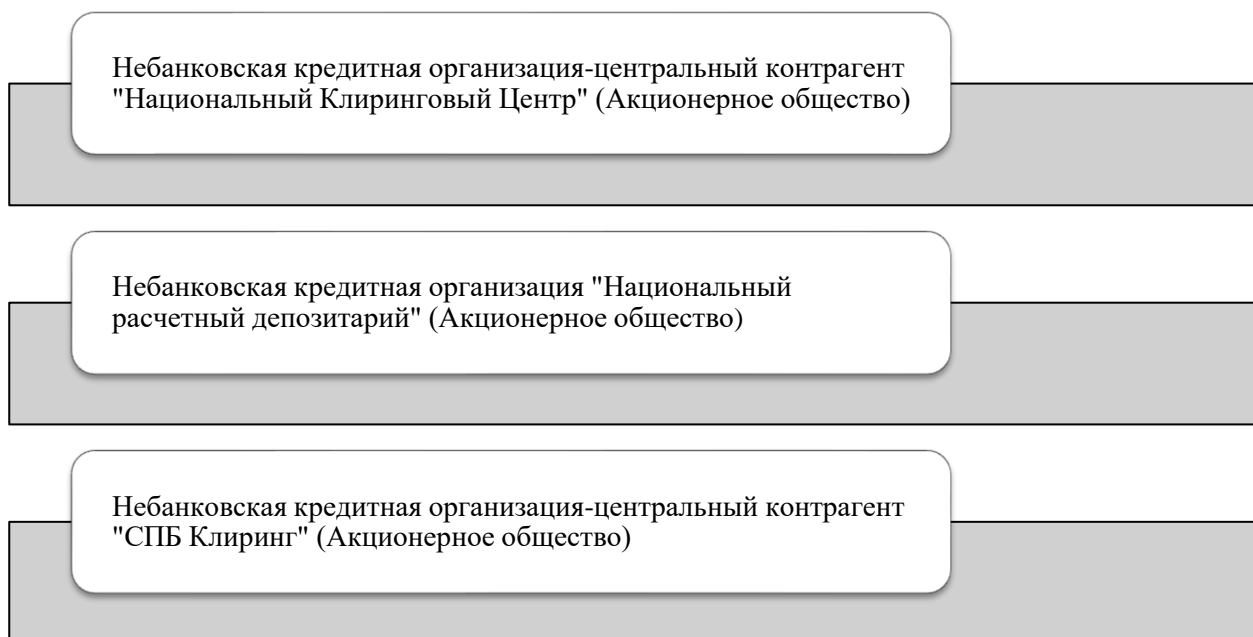 Небанковская кредитная организация-центральный контрагент
"Национальный Клиринговый Центр" (Акционерное общество)
Небанковская кредитная организация "Национальный
расчетный депозитарий" (Акционерное общество)
Небанковская кредитная организация-центральный контрагент
"СПБ Клиринг" (Акционерное общество)